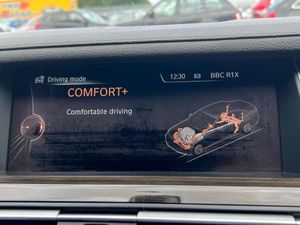 Driving mode
12:30 BBC R1X
COMFORT+
Comfortable driving